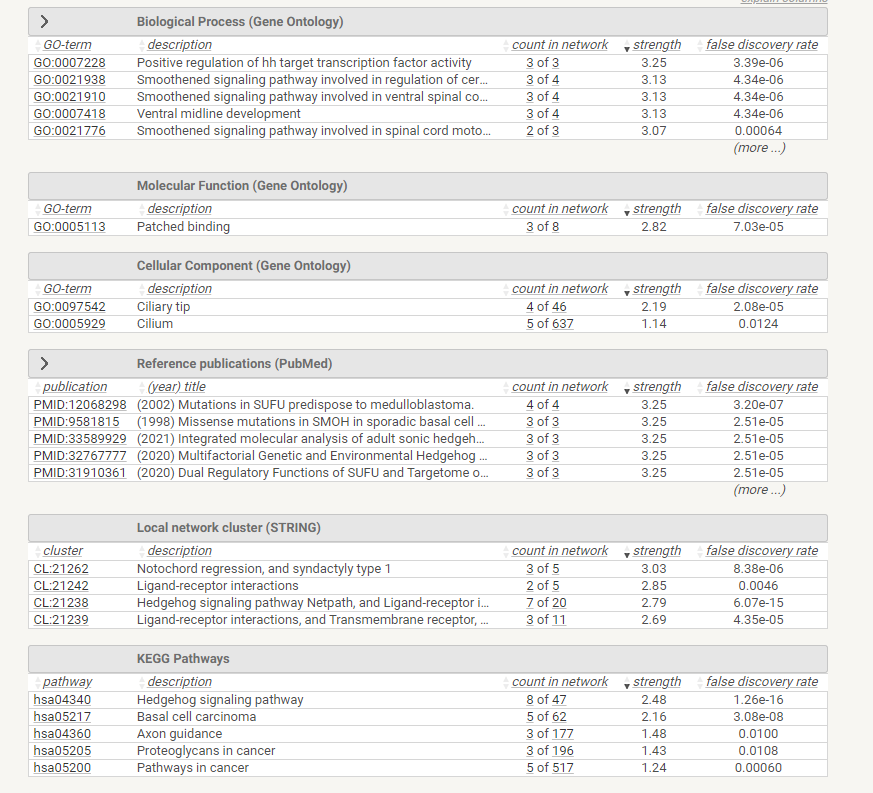 explain columns
Biological Process (Gene Ontology)
GO-term description count in network strength false discovery rate
GO:0007228 Positive regulation of hh target transcription factor activity 3 of 3 3.25 3.39e-06
GO:0021938 Smoothened signaling pathway involved in regulation of cer... 3 of 4 3.13 4.34e-06
GO:0021910 Smoothened signaling pathway involved in ventral spinal co... 3 of 4 3.13 4.34e-06
GO:0007418 Ventral midline development 3 of 4 3.13 4.34e-06
GO:0021776 Smoothened signaling pathway involved in spinal cord moto... 2 of 3 3.07 0.00064
(more ...)
Molecular Function (Gene Ontology)
GO-term description count in network strength false discovery rate
GO:0005113 Patched binding 3 of 8 2.82 7.03e-05
Cellular Component (Gene Ontology)
GO-term description count in network strength false discovery rate
GO:0097542 Ciliary tip 4 of 46 2.19 2.08e-05
GO:0005929 Cilium 5 of 637 1.14 0.0124
Reference publications (PubMed)
publication (year) title count in network strength false discovery rate
PMID:12068298 (2002) Mutations in SUFU predispose to medulloblastoma. 4 of 4 3.25 3.20e-07
PMID:9581815 (1998) Missense mutations in SMOH in sporadic basal cell ... 3 of 3 3.25 2.51e-05
PMID:33589929 (2021) Integrated molecular analysis of adult sonic hedgeh... 3 of 3 3.25 2.51e-05
PMID:32767777 (2020) Multifactorial Genetic and Environmental Hedgehog ... 3 of 3 3.25 2.51e-05
PMID:31910361 (2020) Dual Regulatory Functions of SUFU and Targetome o... 3 of 3 3.25 2.51e-05
(more ...)
Local network cluster (STRING)
cluster description count in network strength false discovery rate
CL:21262 Notochord regression, and syndactyly type 1 3 of 5 3.03 8.38e-06
CL:21242 Ligand-receptor interactions 2 of 5 2.85 0.0046
CL:21238 Hedgehog signaling pathway Netpath, and Ligand-receptor i... 7 of 20 2.79 6.07e-15
CL:21239 Ligand-receptor interactions, and Transmembrane receptor, ... 3 of 11 2.69 4.35e-05
KEGG Pathways
pathway description count in network strength false discovery rate
hsa04340 Hedgehog signaling pathway 8 of 47 2.48 1.26e-16
hsa05217 Basal cell carcinoma 5 of 62 2.16 3.08e-08
hsa04360 Axon guidance 3 of 177 1.48 0.0100
hsa05205 Proteoglycans in cancer 3 of 196 1.43 0.0108
hsa05200 Pathways in cancer 5 of 517 1.24 0.00060